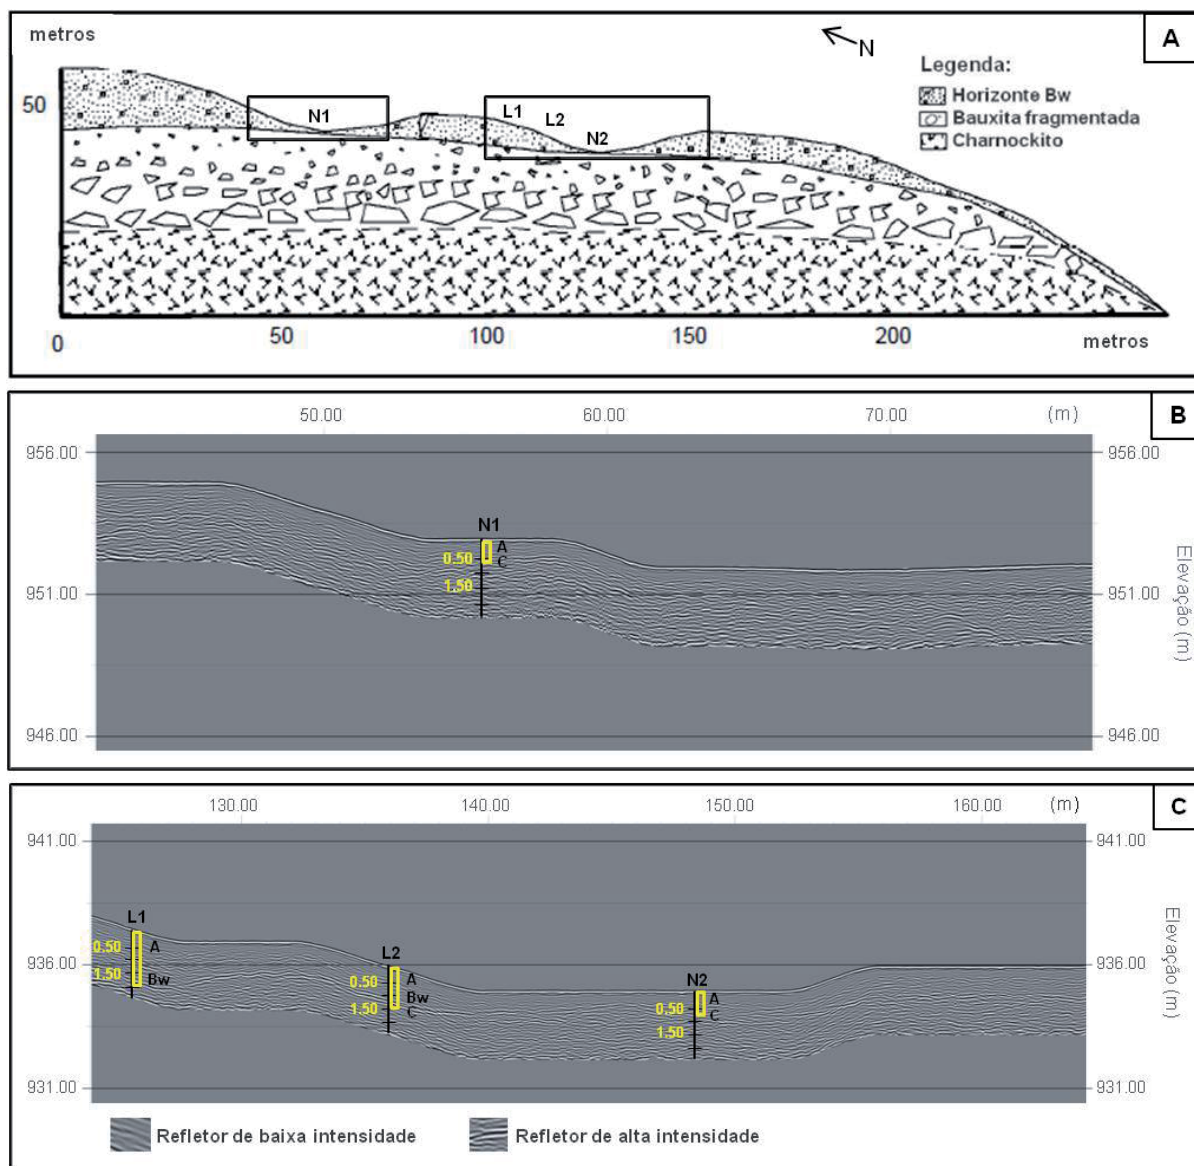 metros
A
N
Legenda:
Horizonte Bw
Bauxita fragmentada
Charnockito
50
N1
L1
L2
N2
0
50
100
150
200
metros
B
50.00
60.00
70.00
(m)
956.00
956.00
N1
A
0.50
C
1.50
951.00
951.00
Elevação (m)
946.00
946.00
C
130.00
140.00
150.00
160.00
(m)
941.00
941.00
L1
0.50
A
1.50
Bw
L2
0.50
A
Bw
1.50
C
N2
0.50
A
C
1.50
936.00
936.00
Elevação (m)
931.00
931.00
Refletor de baixa intensidade
Refletor de alta intensidade